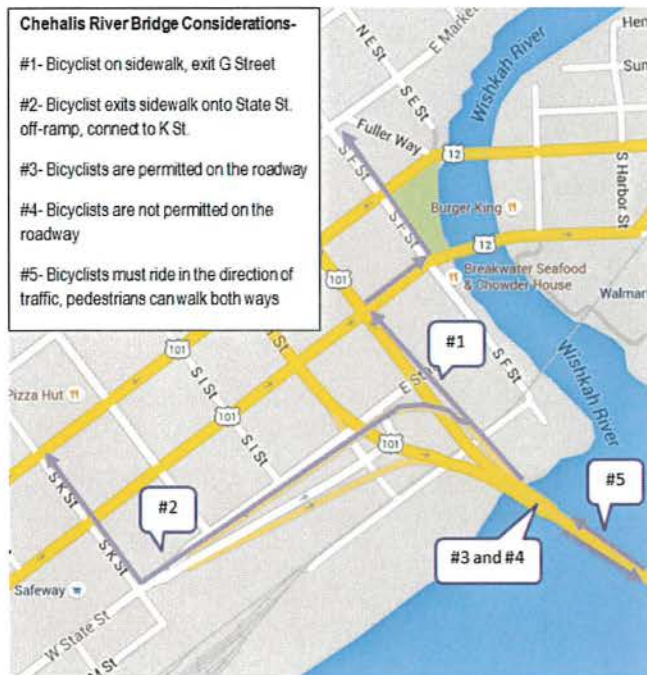 Chehalis River Bridge Considerations-
#1- Bicyclist on sidewalk, exit G Street
#2- Bicyclist exits sidewalk onto State St.
off-ramp, connect to K St.
#3- Bicyclists are permitted on the roadway
#4- Bicyclists are not permitted on the
roadway
#5- Bicyclists must ride in the direction of
traffic, pedestrians can walk both ways
N E St
E Market
S E St
Wishkah River
Hen
Sun
Fuller Way
12
S F St
S Harbor St
Burger King
S F St
12
Breakwater Seafood
& Chowder House
Walmart
101
101
#1
S F St
Wishkah River
Pizza Hut
S I St
E Sta
101
S I St
#5
S K St
#2
#3 and #4
S K St
Safeway
W State St
M St